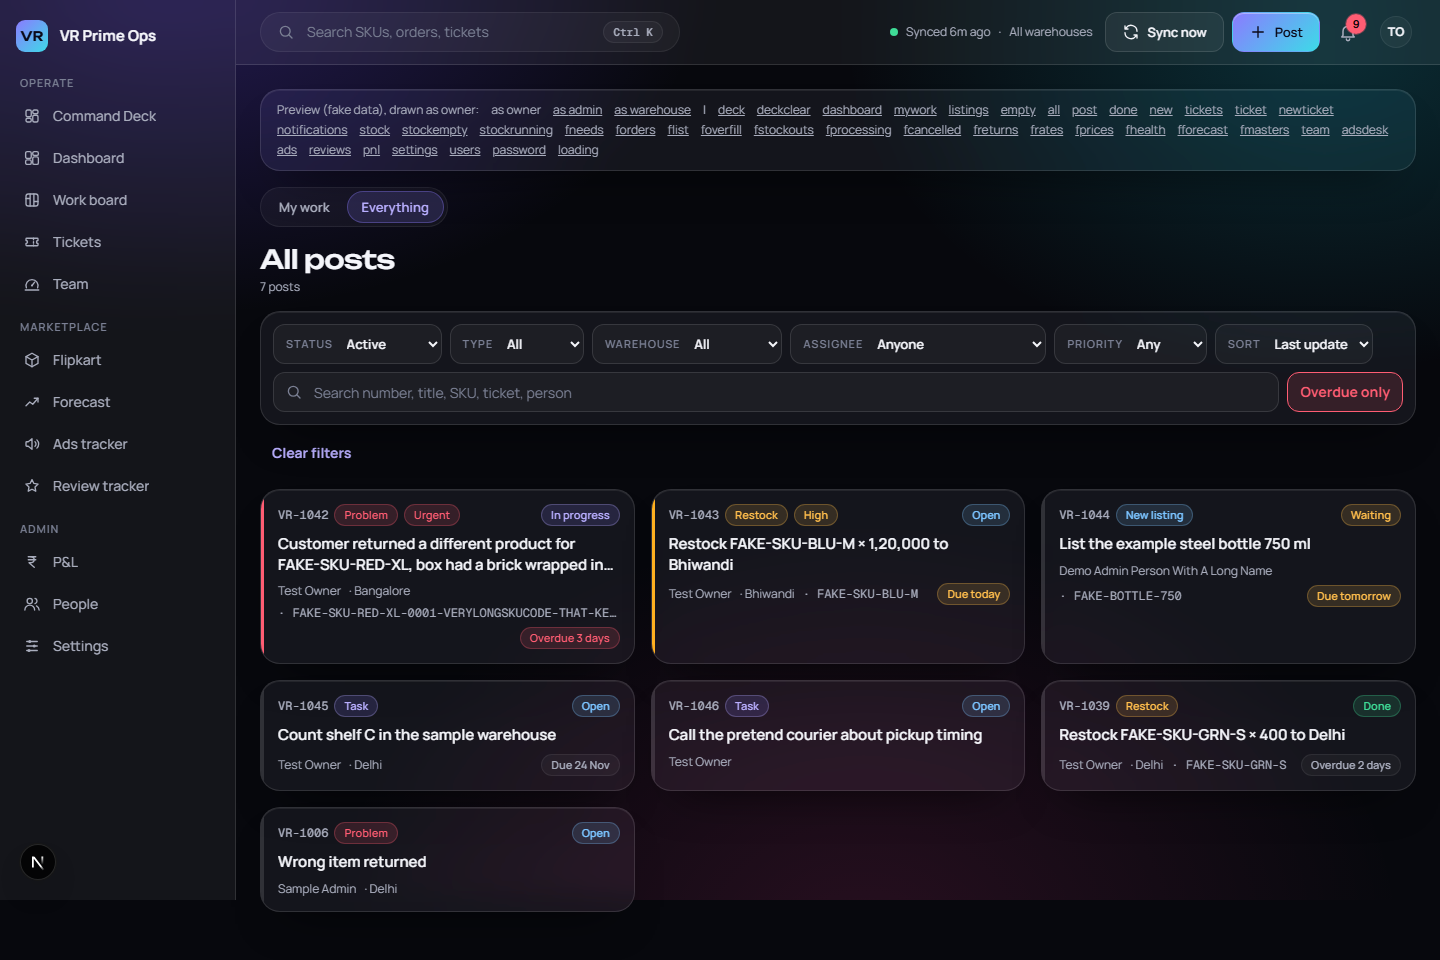 VR VR Prime Ops
Search SKUs, orders, tickets Ctrl K
Synced 6m ago · All warehouses
Sync now
+ Post
9
TO
OPERATE
Command Deck
Dashboard
Work board
Tickets
Team
MARKETPLACE
Flipkart
Forecast
Ads tracker
Review tracker
ADMIN
P&L
People
Settings
N
Preview (fake data), drawn as owner: as owner as admin as warehouse | deck deckclear dashboard mywork listings empty all post done new tickets ticket newticket
notifications stock stockempty stockrunning fneeds forders flist foverfill fstockouts fprocessing fcancelled freturns frates fprices fhealth fforecast fmasters team adsdesk
ads reviews pnl settings users password loading
My work Everything
All posts
7 posts
STATUS Active TYPE All WAREHOUSE All ASSIGNEE Anyone PRIORITY Any SORT Last update
Search number, title, SKU, ticket, person Overdue only
Clear filters
VR-1042 Problem Urgent In progress
Customer returned a different product for
FAKE-SKU-RED-XL, box had a brick wrapped in…
Test Owner · Bangalore
· FAKE-SKU-RED-XL-0001-VERYLONGSKUCODE-THAT-KE…
Overdue 3 days
VR-1043 Restock High Open
Restock FAKE-SKU-BLU-M × 1,20,000 to
Bhiwandi
Test Owner · Bhiwandi · FAKE-SKU-BLU-M Due today
VR-1044 New listing Waiting
List the example steel bottle 750 ml
Demo Admin Person With A Long Name
· FAKE-BOTTLE-750 Due tomorrow
VR-1045 Task Open
Count shelf C in the sample warehouse
Test Owner · Delhi Due 24 Nov
VR-1046 Task Open
Call the pretend courier about pickup timing
Test Owner
VR-1039 Restock Done
Restock FAKE-SKU-GRN-S × 400 to Delhi
Test Owner · Delhi · FAKE-SKU-GRN-S Overdue 2 days
VR-1006 Problem Open
Wrong item returned
Sample Admin · Delhi